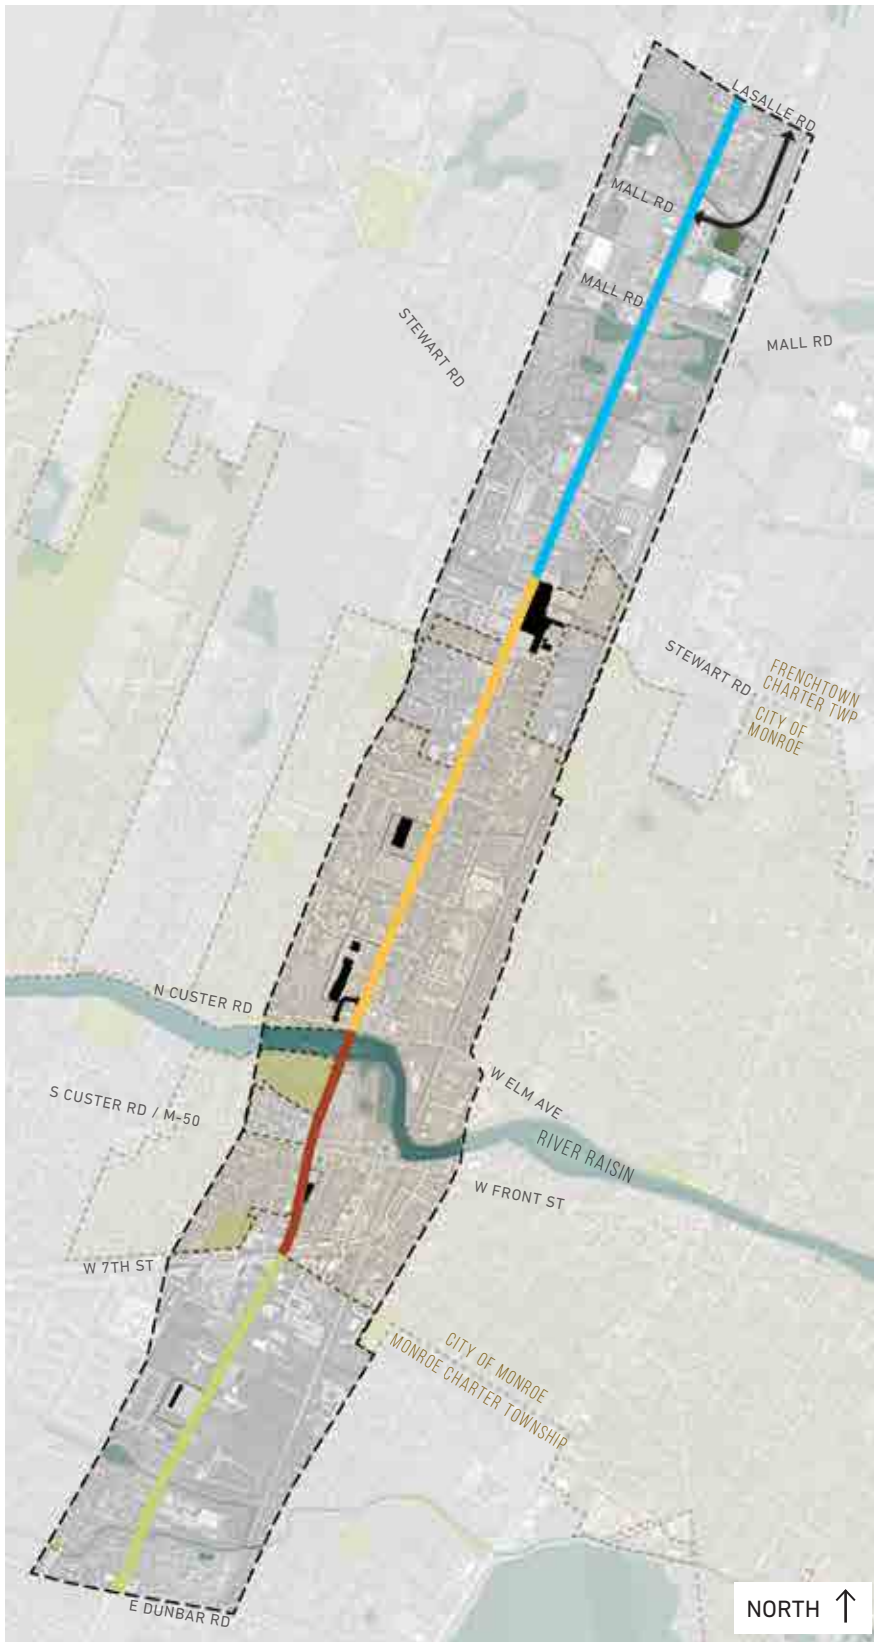 LASALLE RD
MALL RD
MALL RD
STEWART RD
MALL RD
STEWART RD
FRENCHTOWN
CHARTER TWP
CITY OF
MONROE
N CUSTER RD
S CUSTER RD / M-50
W ELM AVE
RIVER RAISIN
W FRONT ST
W 7TH ST
CITY OF MONROE
MONROE CHARTER TOWNSHIP
E DUNBAR RD
NORTH